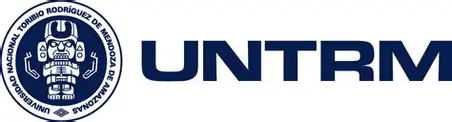 UNIVERSIDAD NACIONAL TORIBIO RODRÍGUEZ DE MENDOZA DE AMAZONAS
UNTRM